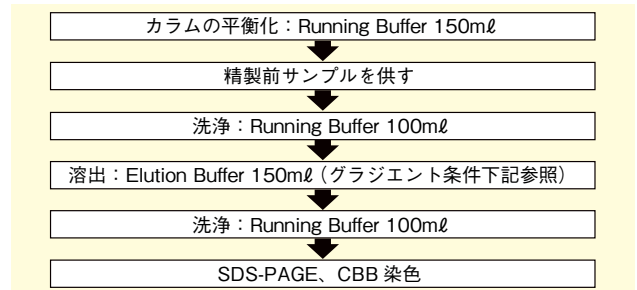 カラムの平衡化：Running Buffer 150mℓ
精製前サンプルを供す
洗浄：Running Buffer 100mℓ
溶出：Elution Buffer 150mℓ（グラジエント条件下記参照）
洗浄：Running Buffer 100mℓ
SDS-PAGE、CBB 染色